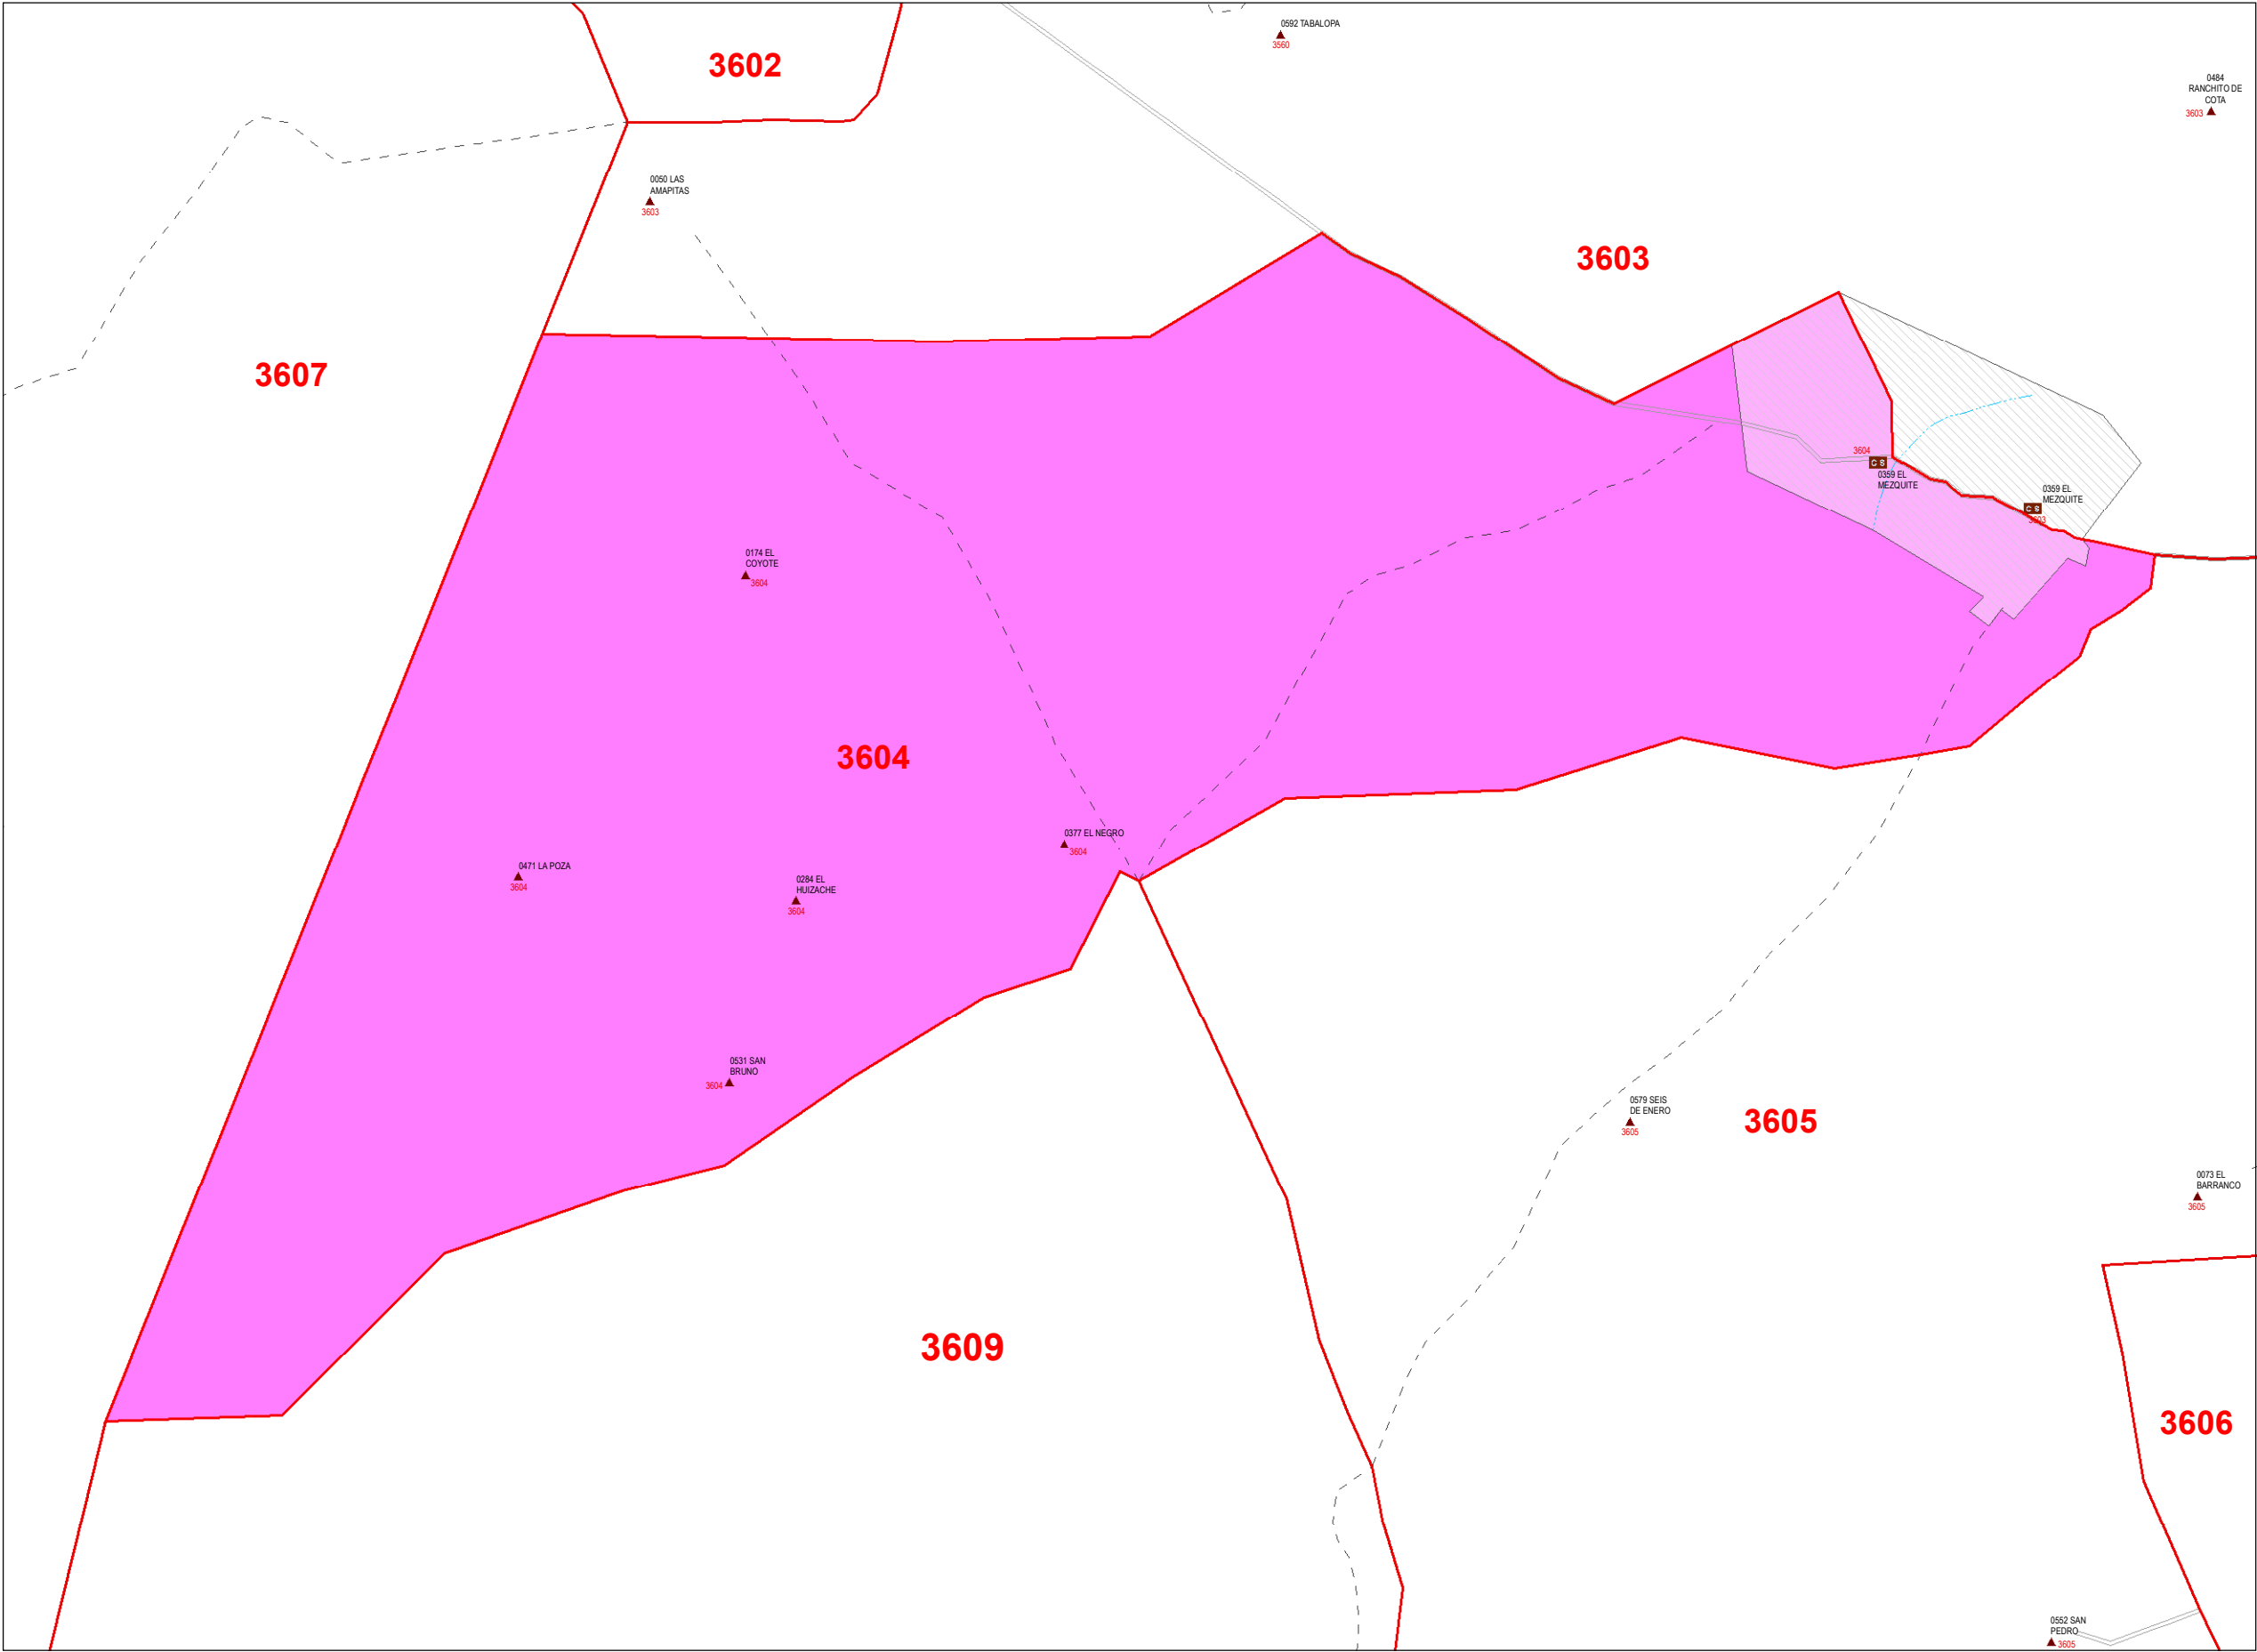 0592 TABALOPA
3560
3602
0484
RANCHITO DE
COTA
3603
0050 LAS
AMAPITAS
3603
3603
3607
3604
C S
0359 EL
MEZQUITE
0359 EL
MEZQUITE
C S
3603
0174 EL
COYOTE
3604
3604
0377 EL NEGRO
3604
0471 LA POZA
3604
0284 EL
HUIZACHE
3604
0531 SAN
BRUNO
3604
0579 SEIS
DE ENERO
3605
3605
0073 EL
BARRANCO
3605
3609
3606
0552 SAN
PEDRO
3605